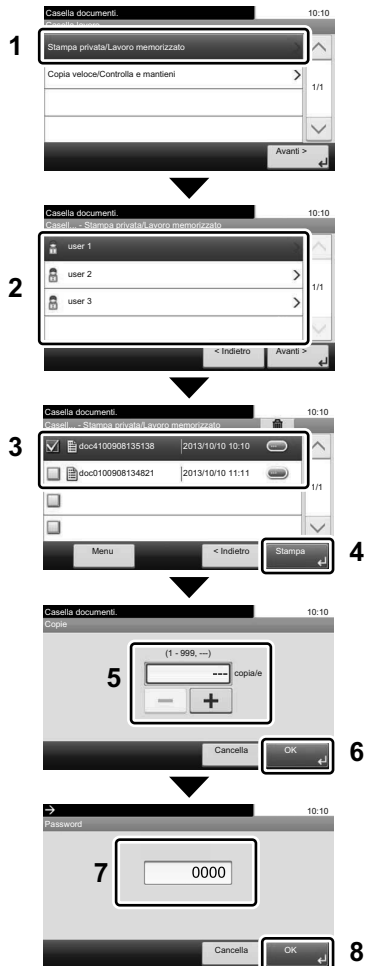 Casella documenti. 10:10
Casella lavoro
1
Stampa privata/Lavoro memorizzato
Copia veloce/Controlla e mantieni
1/1
Avanti >
Casella documenti. 10:10
Casell... - Stampa privata/Lavoro memorizzato
2
user 1
user 2
user 3
1/1
< Indietro Avanti >
Casella documenti. 10:10
Casell... - Stampa privata/Lavoro memorizzato
3
doc4100908135138 2013/10/10 10:10
doc0100908134821 2013/10/10 11:11
1/1
Menu < Indietro Stampa
4
Casella documenti. 10:10
Copie
(1 - 999, ---)
5
--- copia/e
Cancella OK
6
10:10
Password
7
0000
Cancella OK
8